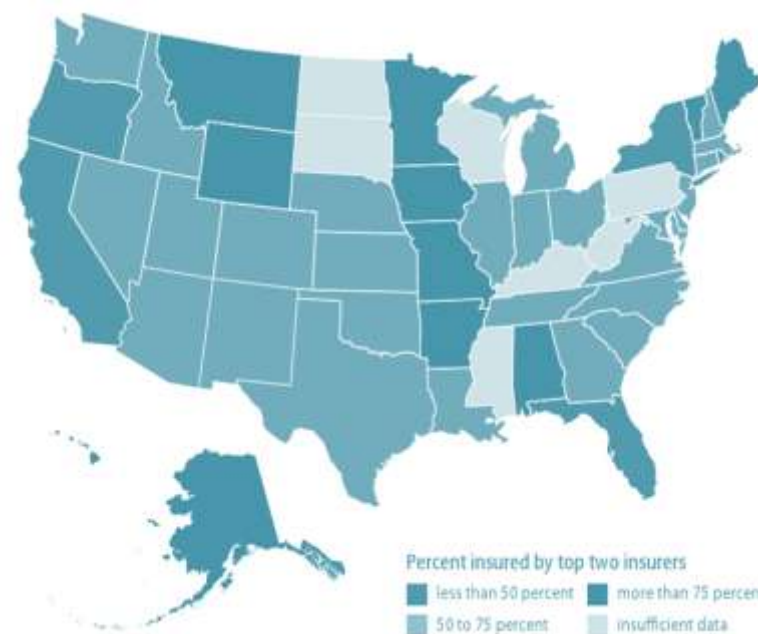 Percent insured by top two insurers
less than 50 percent more than 75 percen
50 to 75 percent insufficient data